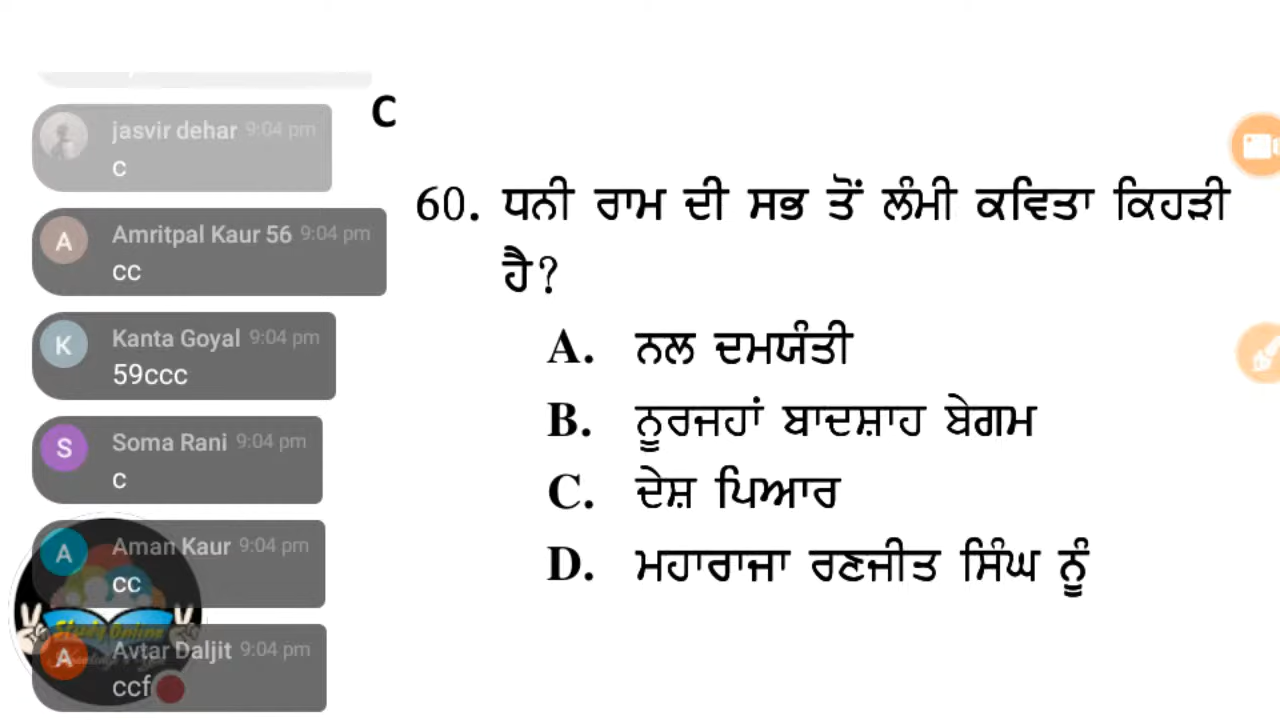 jasvir dehar 9:04 pm
c
Amritpal Kaur 56 9:04 pm
cc
Kanta Goyal 9:04 pm
59ccc
Soma Rani 9:04 pm
c
Aman Kaur 9:04 pm
cc
Study Online
Avtar Daljit 9:04 pm
ccf
C
60. ਧਨੀ ਰਾਮ ਦੀ ਸਭ ਤੋਂ ਲੰਮੀ ਕਵਿਤਾ ਕਿਹੜੀ
ਹੈ?
A. ਨਲ ਦਮਯੰਤੀ
B. ਨੂਰਜਹਾਂ ਬਾਦਸ਼ਾਹ ਬੇਗਮ
C. ਦੇਸ਼ ਪਿਆਰ
D. ਮਹਾਰਾਜਾ ਰਣਜੀਤ ਸਿੰਘ ਨੂੰ